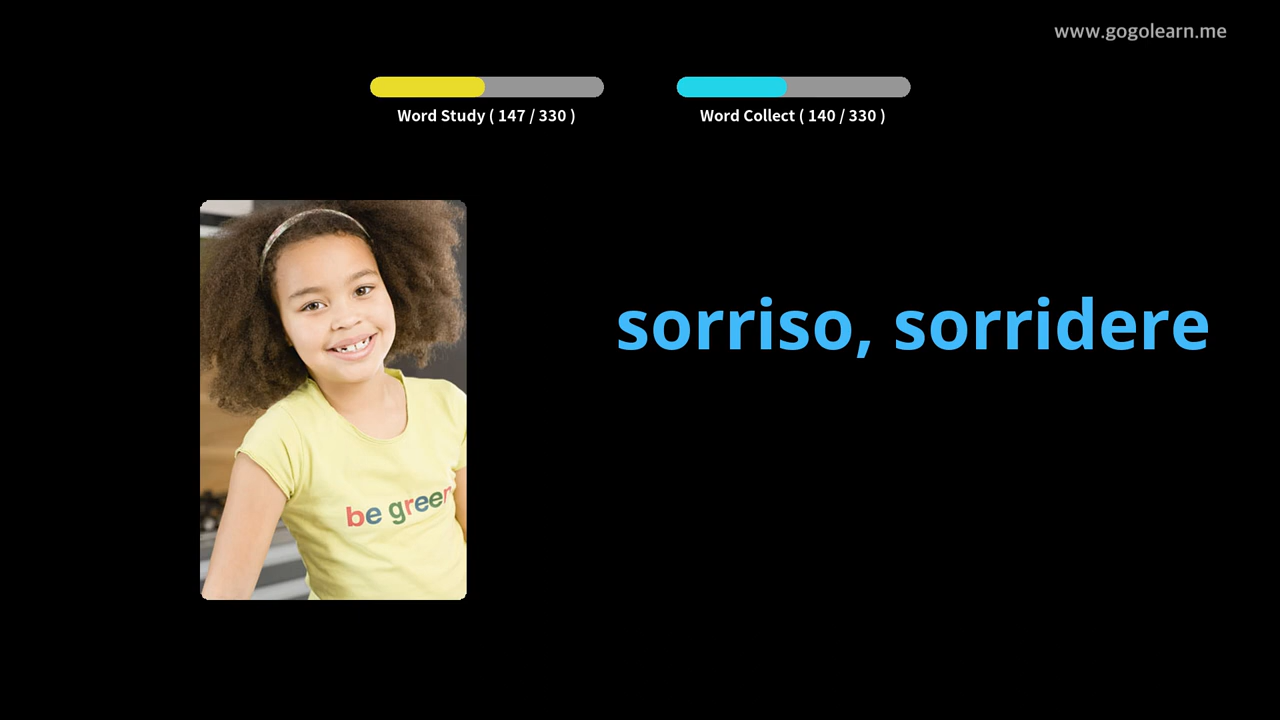 www.gogolearn.me
Word Study ( 147 / 330 )
Word Collect ( 140 / 330 )
sorriso, sorridere
be green